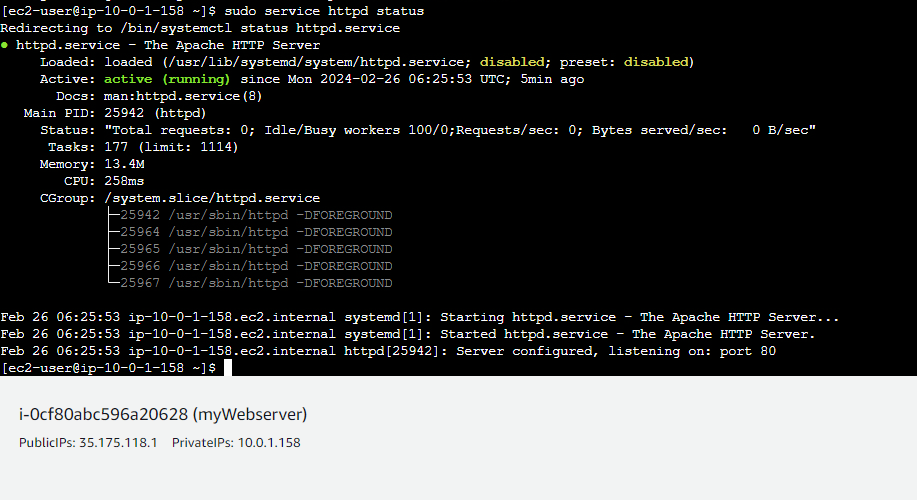 [ec2-user@ip-10-0-1-158 ~]$ sudo service httpd status
Redirecting to /bin/systemctl status httpd.service
● httpd.service - The Apache HTTP Server
Loaded: loaded (/usr/lib/systemd/system/httpd.service; disabled; preset: disabled)
Active: active (running) since Mon 2024-02-26 06:25:53 UTC; 5min ago
Docs: man:httpd.service(8)
Main PID: 25942 (httpd)
Status: "Total requests: 0; Idle/Busy workers 100/0;Requests/sec: 0; Bytes served/sec:   0 B/sec"
Tasks: 177 (limit: 1114)
Memory: 13.4M
CPU: 258ms
CGroup: /system.slice/httpd.service
├─25942 /usr/sbin/httpd -DFOREGROUND
├─25964 /usr/sbin/httpd -DFOREGROUND
├─25965 /usr/sbin/httpd -DFOREGROUND
├─25966 /usr/sbin/httpd -DFOREGROUND
└─25967 /usr/sbin/httpd -DFOREGROUND
Feb 26 06:25:53 ip-10-0-1-158.ec2.internal systemd[1]: Starting httpd.service - The Apache HTTP Server...
Feb 26 06:25:53 ip-10-0-1-158.ec2.internal systemd[1]: Started httpd.service - The Apache HTTP Server.
Feb 26 06:25:53 ip-10-0-1-158.ec2.internal httpd[25942]: Server configured, listening on: port 80
[ec2-user@ip-10-0-1-158 ~]$
i-0cf80abc596a20628 (myWebserver)
PublicIPs: 35.175.118.1   PrivateIPs: 10.0.1.158